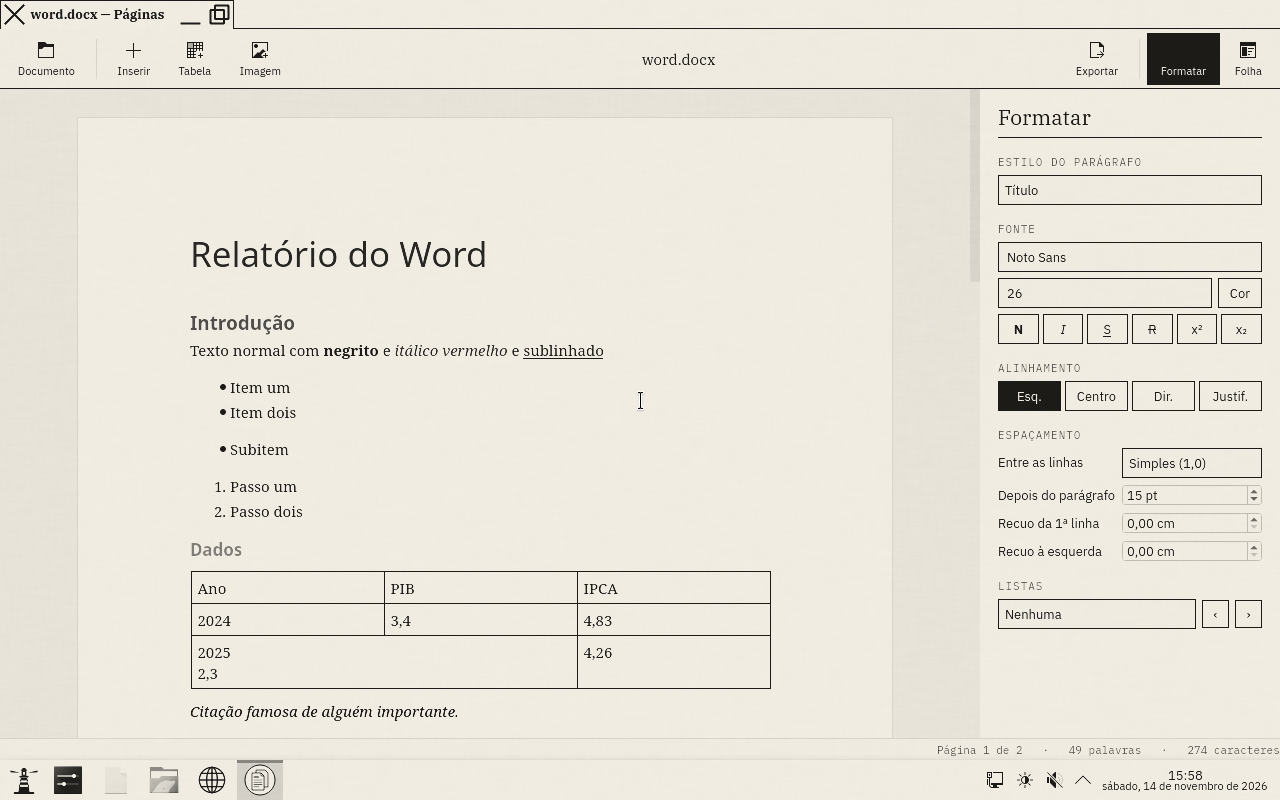 word.docx — Páginas
Documento
Inserir
Tabela
Imagem
word.docx
Exportar
Formatar
Folha
Relatório do Word
Introdução
Texto normal com negrito e itálico vermelho e sublinhado
• Item um
• Item dois
• Subitem
1. Passo um
2. Passo dois
Dados
Ano PIB IPCA
2024 3,4 4,83
2025 4,26
2,3
Citação famosa de alguém importante.
Formatar
ESTILO DO PARÁGRAFO
Título
FONTE
Noto Sans
26 Cor
N I S R x² x₂
ALINHAMENTO
Esq. Centro Dir. Justif.
ESPAÇAMENTO
Entre as linhas Simples (1,0)
Depois do parágrafo 15 pt
Recuo da 1ª linha 0,00 cm
Recuo à esquerda 0,00 cm
LISTAS
Nenhuma ‹ ›
Página 1 de 2 · 49 palavras · 274 caracteres
15:58
sábado, 14 de novembro de 2026